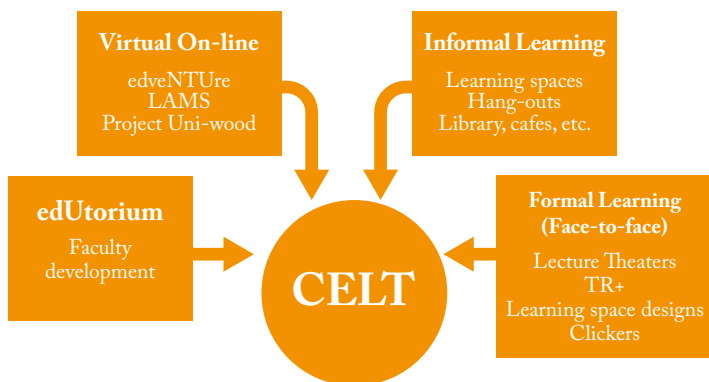 Virtual On-line
edveNTUre
LAMS
Project Uni-wood
Informal Learning
Learning spaces
Hang-outs
Library, cafes, etc.
edUtorium
Faculty
development
CELT
Formal Learning
(Face-to-face)
Lecture Theaters
TR+
Learning space designs
Clickers